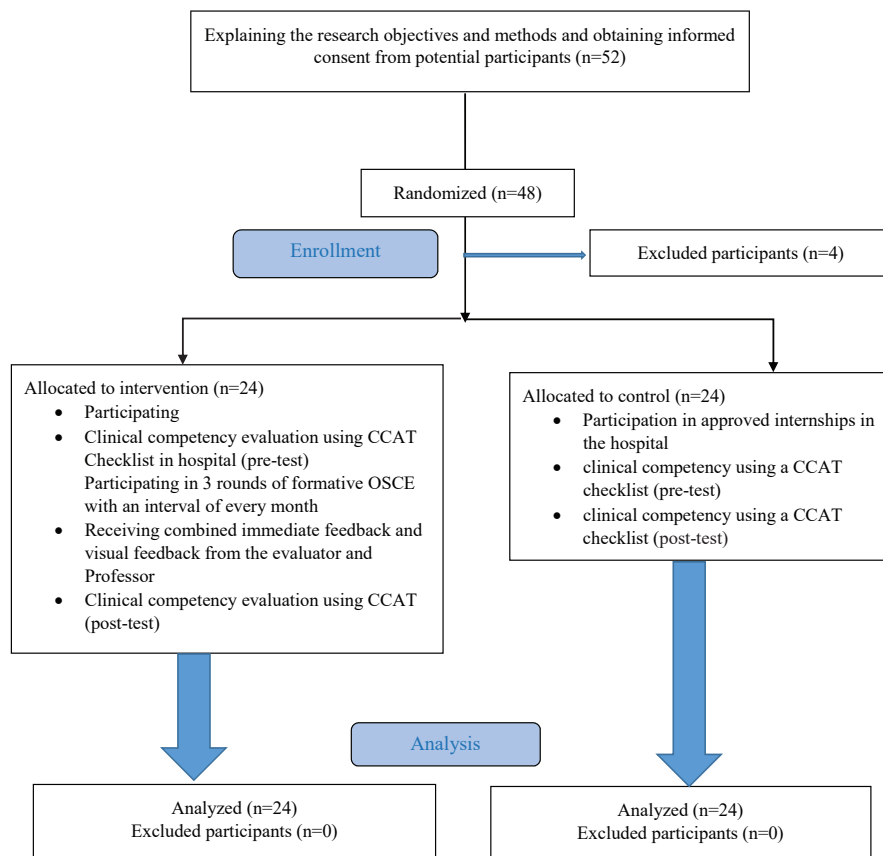 Explaining the research objectives and methods and obtaining informed
consent from potential participants (n=52)
Randomized (n=48)
Enrollment
Excluded participants (n=4)
Allocated to intervention (n=24)
• Participating
• Clinical competency evaluation using CCAT
Checklist in hospital (pre-test)
Participating in 3 rounds of formative OSCE
with an interval of every month
• Receiving combined immediate feedback and
visual feedback from the evaluator and
Professor
• Clinical competency evaluation using CCAT
(post-test)
Allocated to control (n=24)
• Participation in approved internships in
the hospital
• clinical competency using a CCAT
checklist (pre-test)
• clinical competency using a CCAT
checklist (post-test)
Analysis
Analyzed (n=24)
Excluded participants (n=0)
Analyzed (n=24)
Excluded participants (n=0)